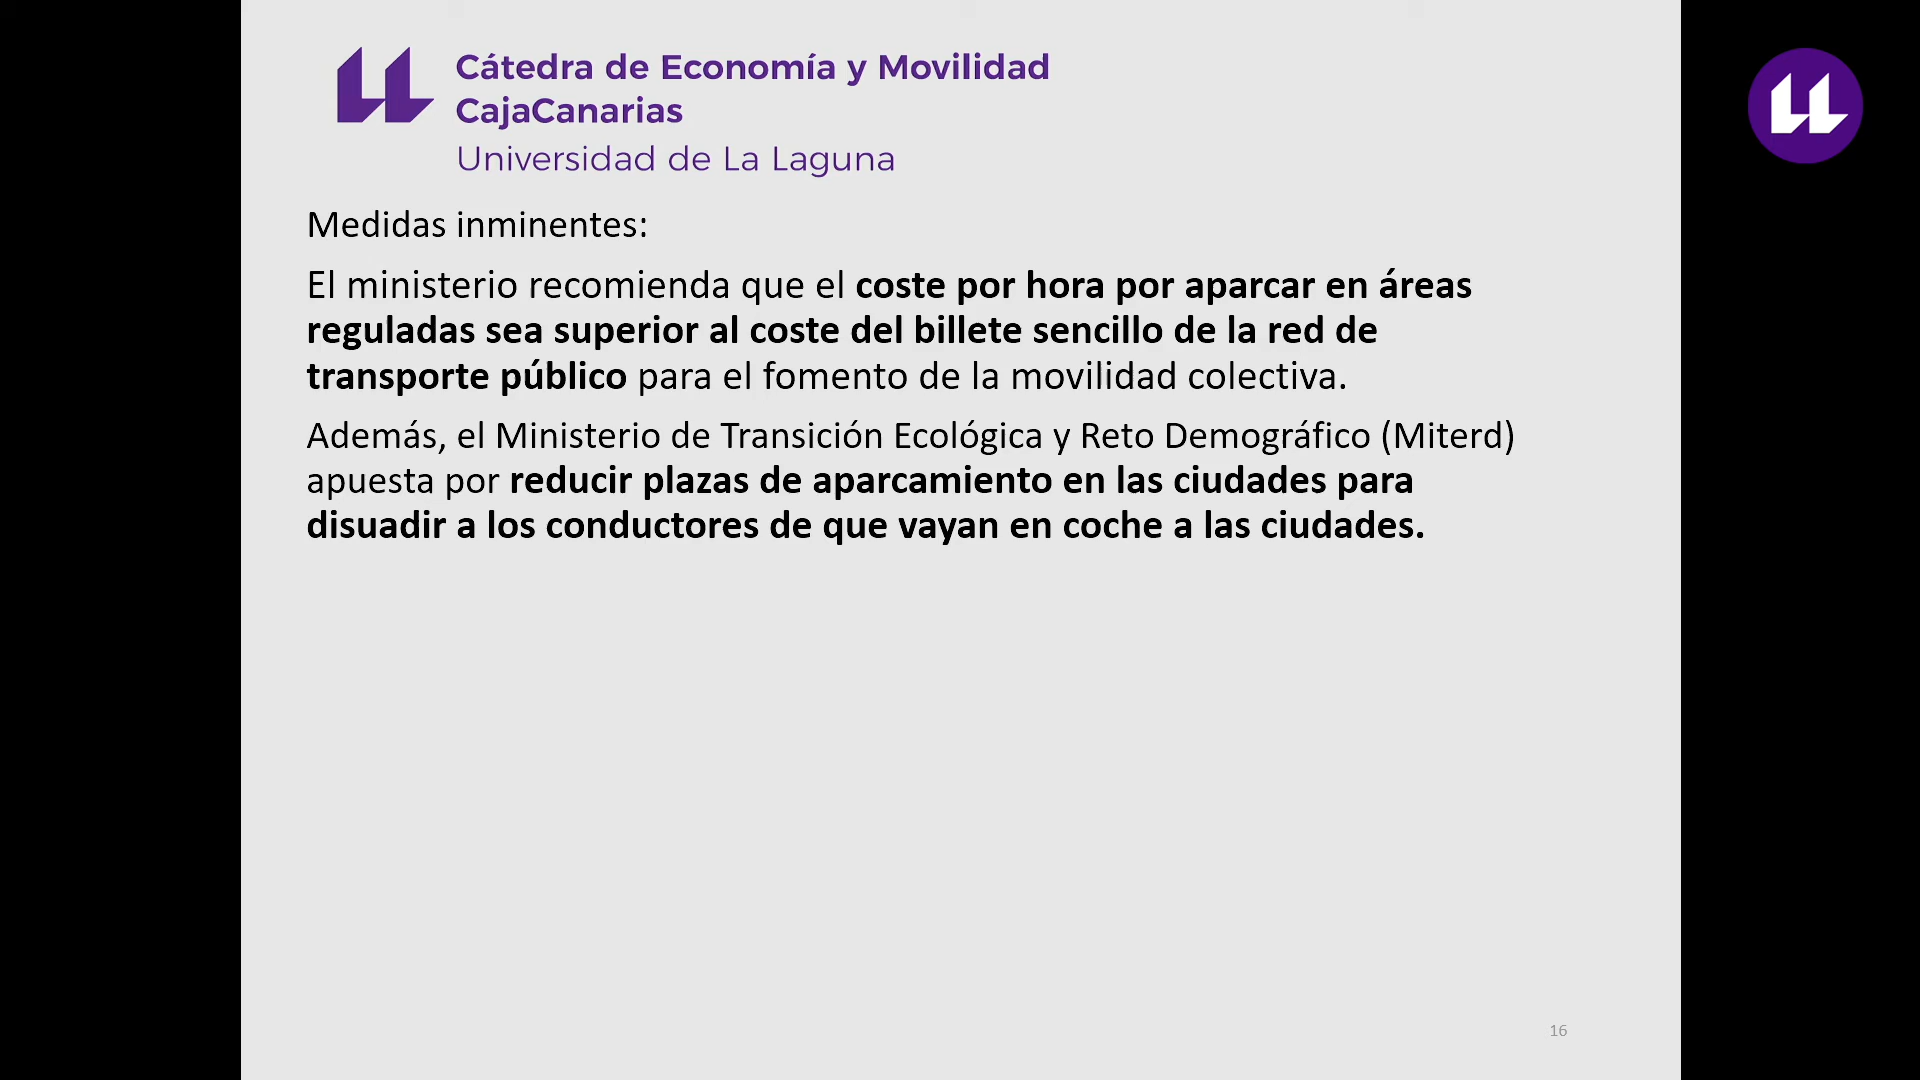 Cátedra de Economía y Movilidad
CajaCanarias
Universidad de La Laguna
Medidas inminentes:
El ministerio recomienda que el coste por hora por aparcar en áreas
reguladas sea superior al coste del billete sencillo de la red de
transporte público para el fomento de la movilidad colectiva.
Además, el Ministerio de Transición Ecológica y Reto Demográfico (Miterd)
apuesta por reducir plazas de aparcamiento en las ciudades para
disuadir a los conductores de que vayan en coche a las ciudades.
16